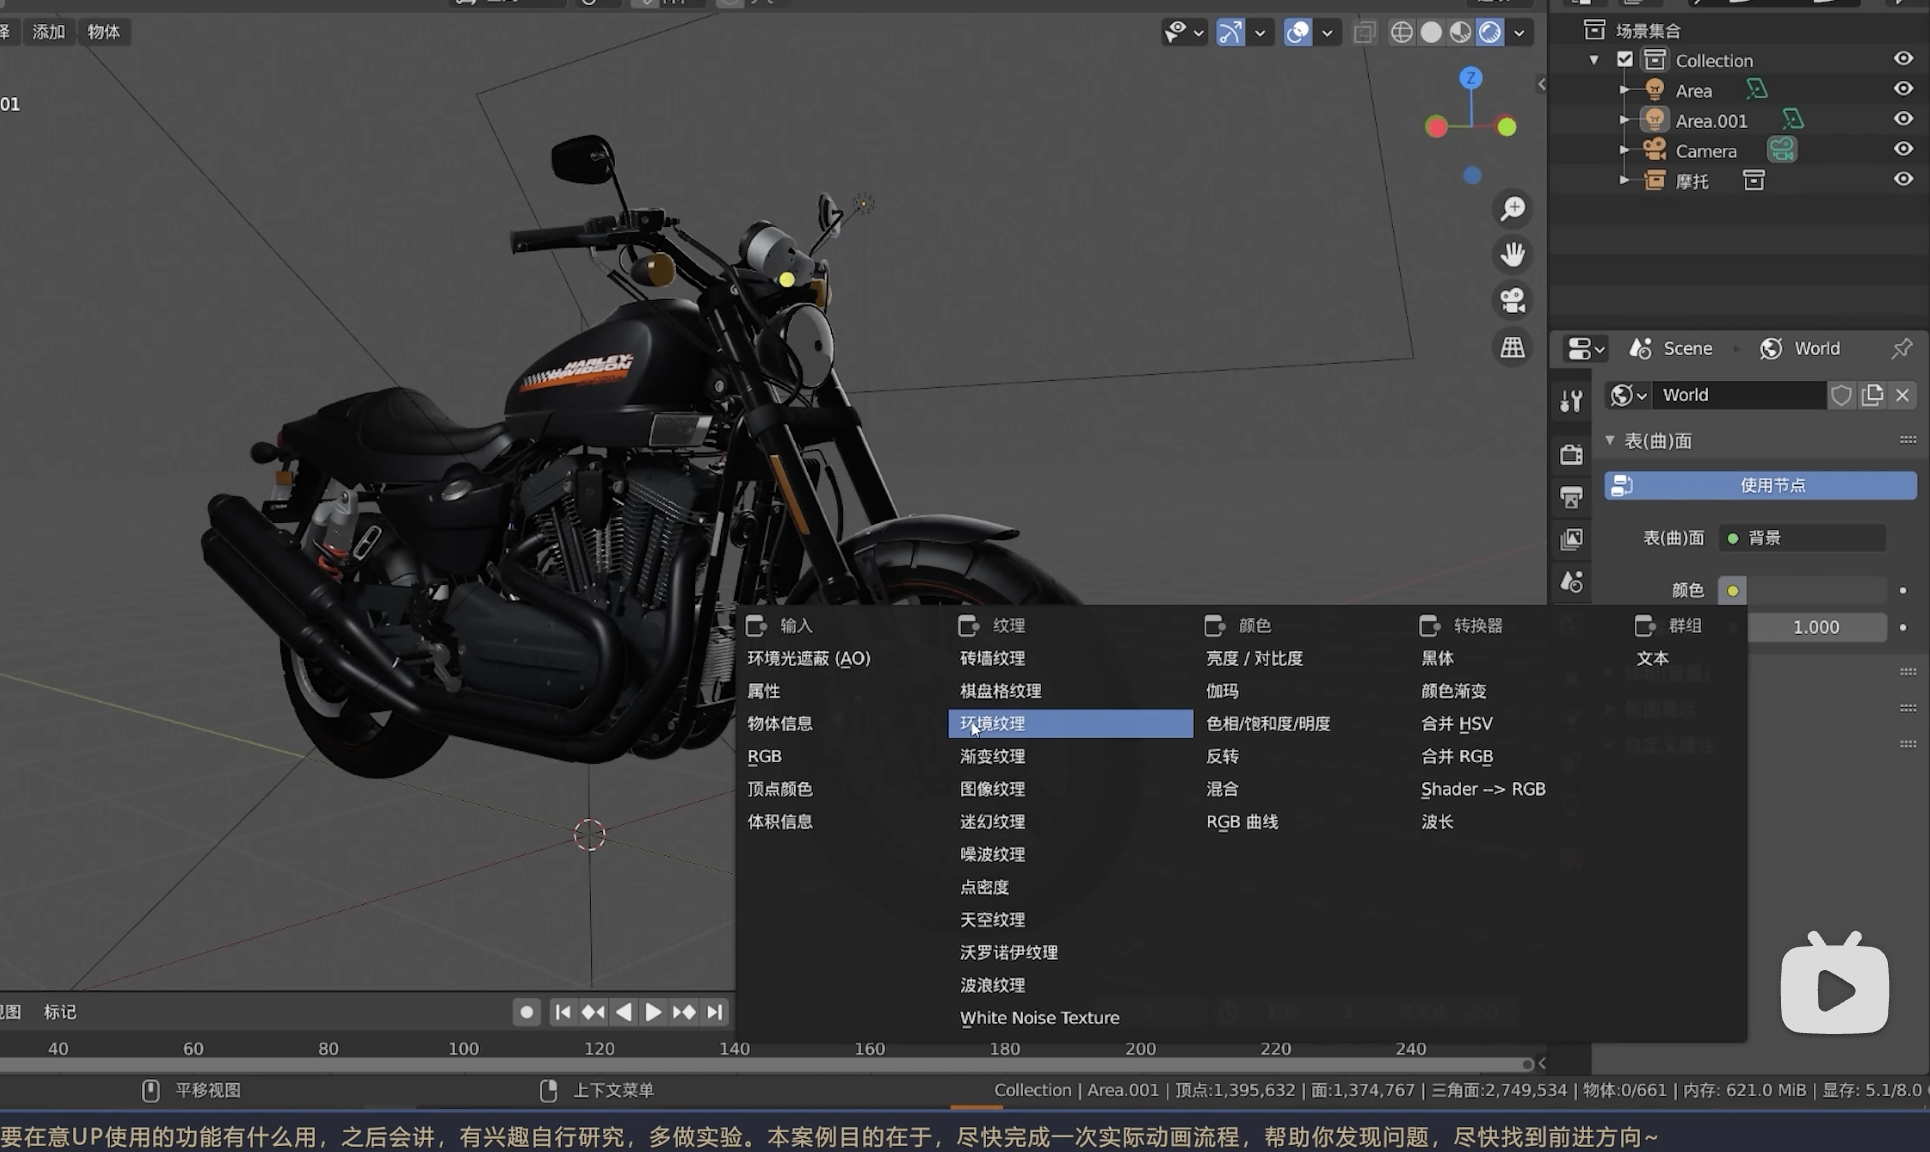 添加 物体
01
Z
HARLEY-DAVIDSON
场景集合
Collection
Area
Area.001
Camera
摩托
Scene World
World
表(曲)面
使用节点
表(曲)面 背景
颜色
1.000
输入
环境光遮蔽 (AO)
属性
物体信息
RGB
顶点颜色
体积信息
纹理
砖墙纹理
棋盘格纹理
环境纹理
渐变纹理
图像纹理
迷幻纹理
噪波纹理
点密度
天空纹理
沃罗诺伊纹理
波浪纹理
White Noise Texture
颜色
亮度 / 对比度
伽玛
色相/饱和度/明度
反转
混合
RGB 曲线
转换器
黑体
颜色渐变
合并 HSV
合并 RGB
Shader --> RGB
波长
群组
文本
标记
40 60 80 100 120 140 160 180 200 220 240
平移视图 上下文菜单 Collection | Area.001 | 顶点:1,395,632 | 面:1,374,767 | 三角面:2,749,534 | 物体:0/661 | 内存: 621.0 MiB | 显存: 5.1/8.0
要在意UP使用的功能有什么用，之后会讲，有兴趣自行研究，多做实验。本案例目的在于，尽快完成一次实际动画流程，帮助你发现问题，尽快找到前进方向~